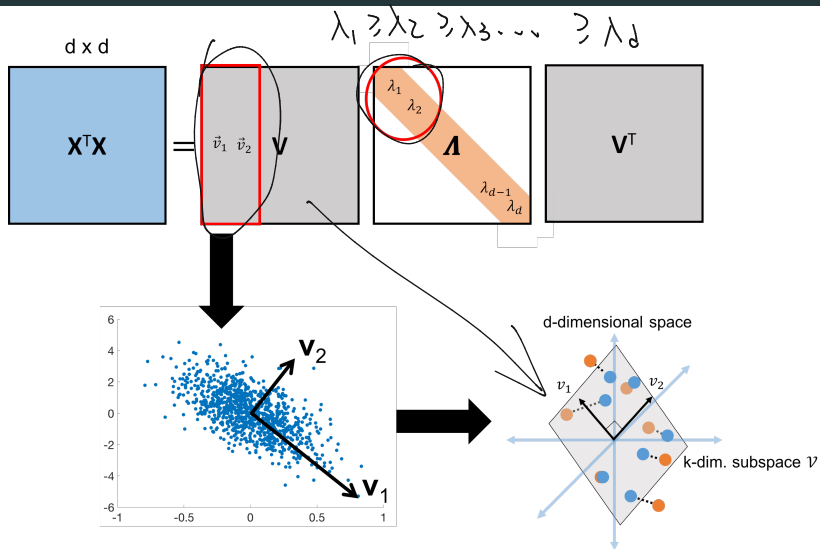 λ₁ ≥ λ₂ ≥ λ₃ .... ≥ λd
d x d
XᵀX = v⃗₁ v⃗₂ V λ₁ λ₂ Λ λd−1 λd Vᵀ
6
4
2
0
-2
-4
-6
-1 -0.5 0 0.5 1
v₂
v₁
d-dimensional space
v₁ v₂
k-dim. subspace 𝒱